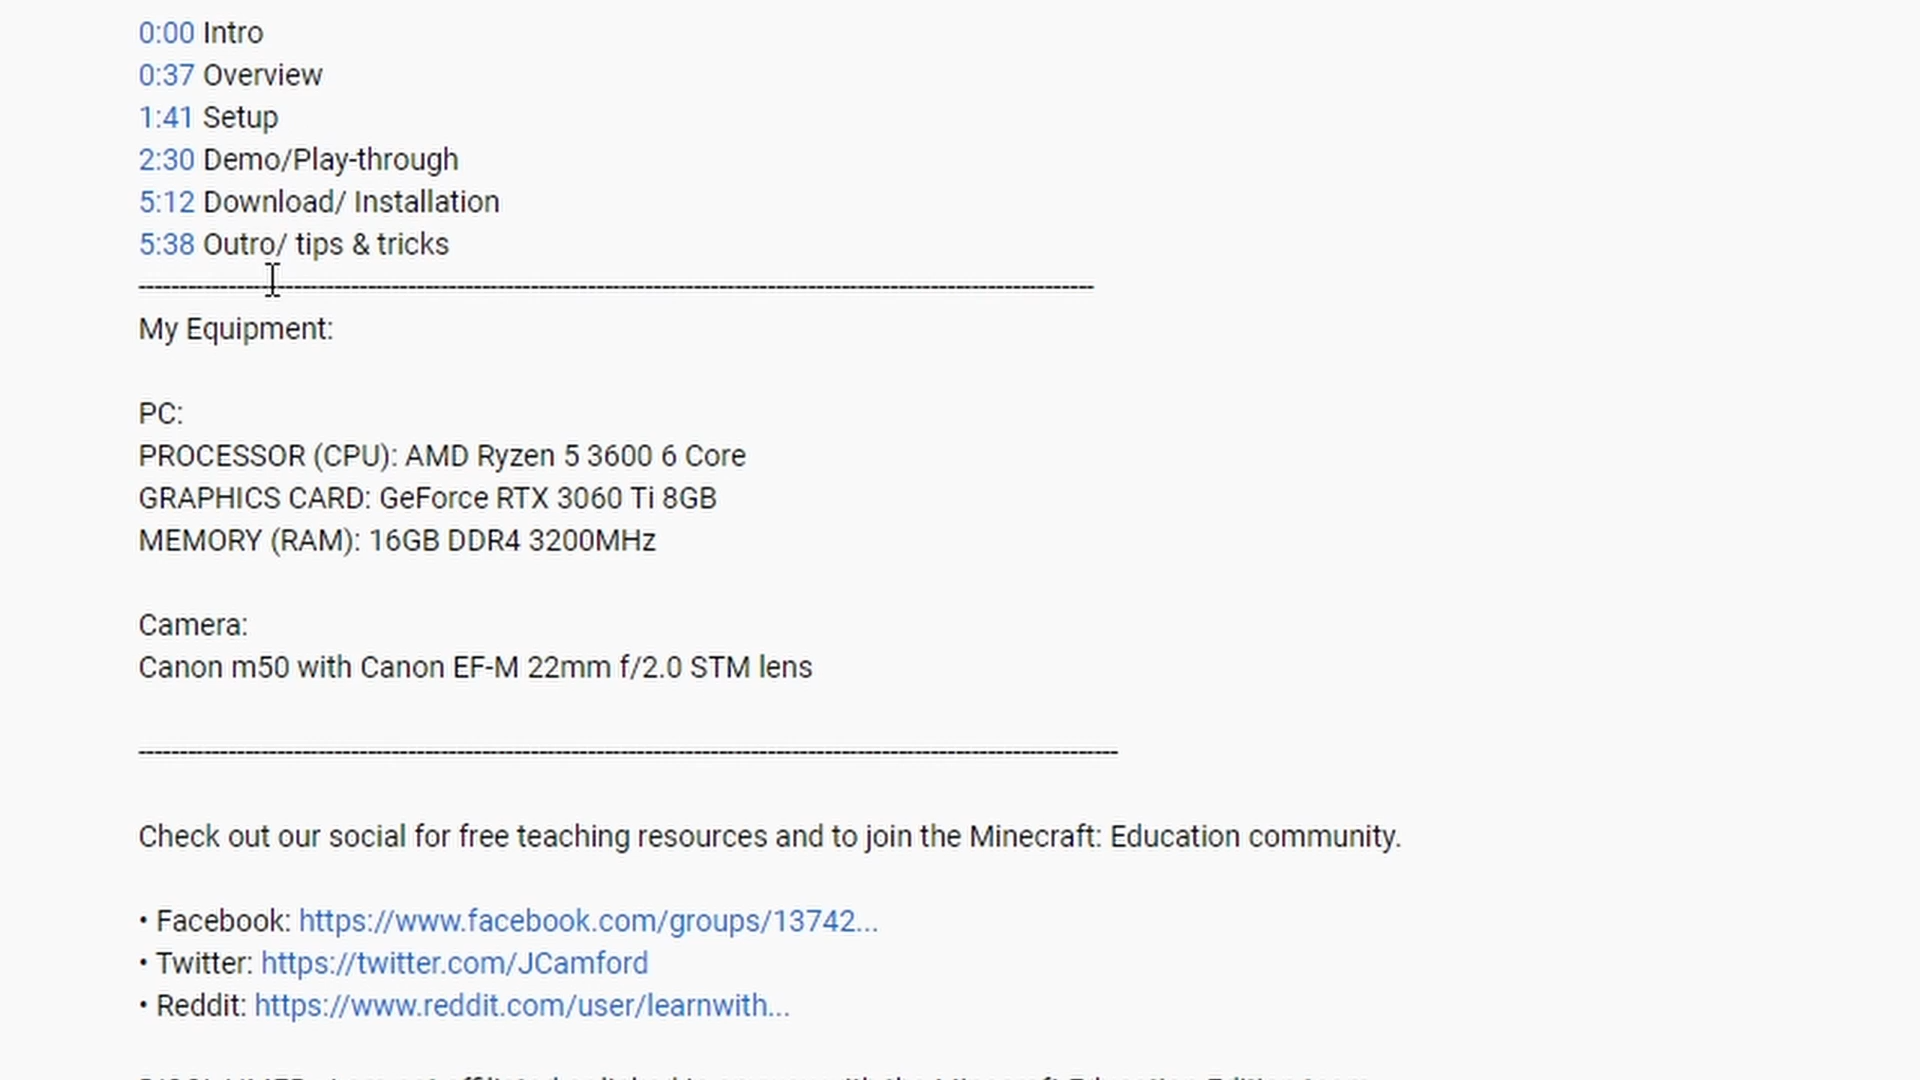 0:00 Intro
0:37 Overview
1:41 Setup
2:30 Demo/Play-through
5:12 Download/ Installation
5:38 Outro/ tips & tricks
My Equipment:
PC:
PROCESSOR (CPU): AMD Ryzen 5 3600 6 Core
GRAPHICS CARD: GeForce RTX 3060 Ti 8GB
MEMORY (RAM): 16GB DDR4 3200MHz
Camera:
Canon m50 with Canon EF-M 22mm f/2.0 STM lens
Check out our social for free teaching resources and to join the Minecraft: Education community.
• Facebook: https://www.facebook.com/groups/13742...
• Twitter: https://twitter.com/JCamford
• Reddit: https://www.reddit.com/user/learnwith...